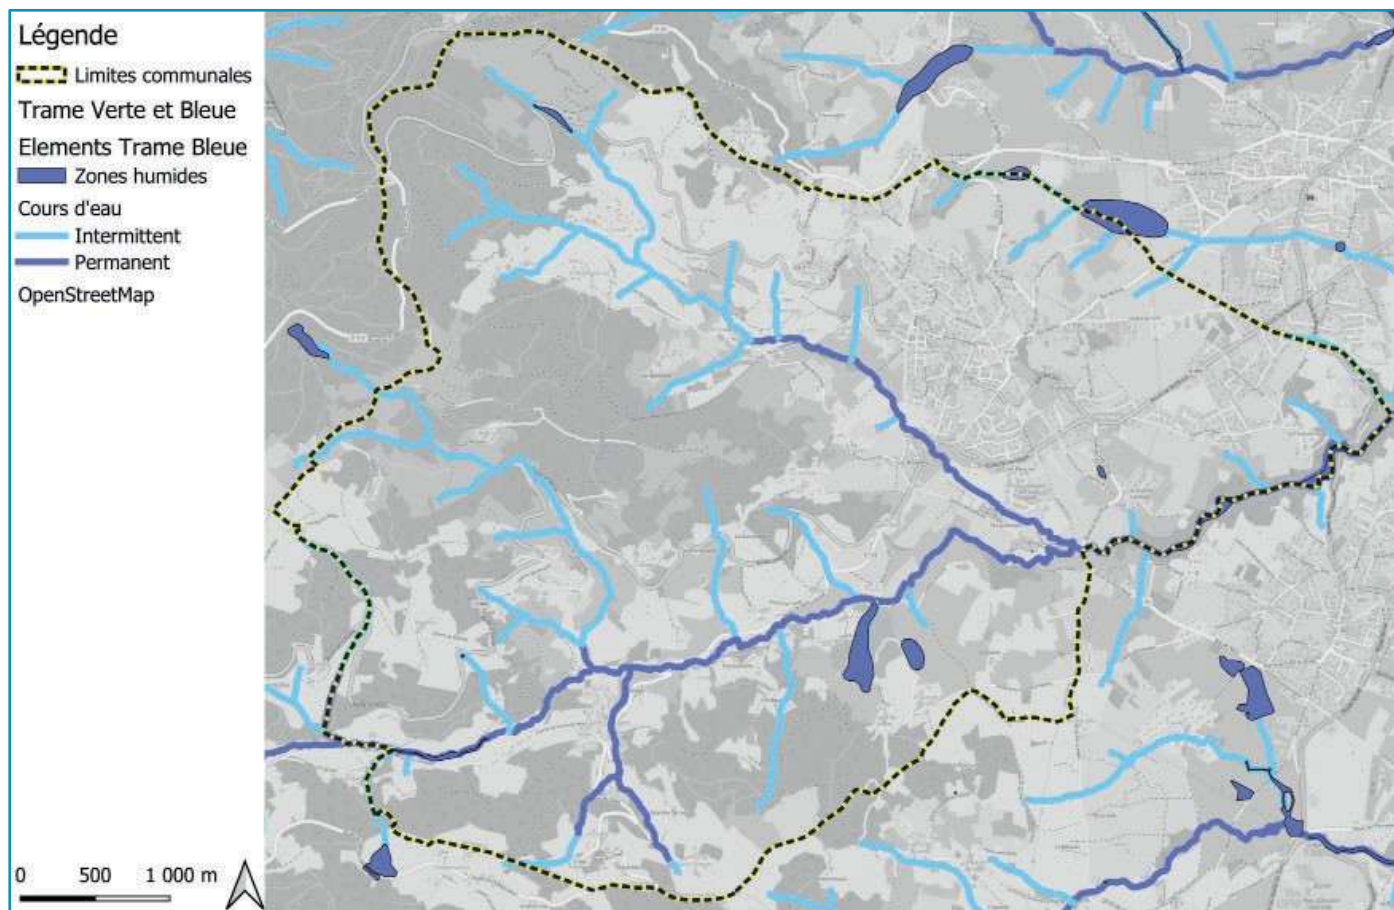 Légende
Limites communales
Trame Verte et Bleue
Elements Trame Bleue
Zones humides
Cours d'eau
Intermittent
Permanent
OpenStreetMap
0 500 1 000 m